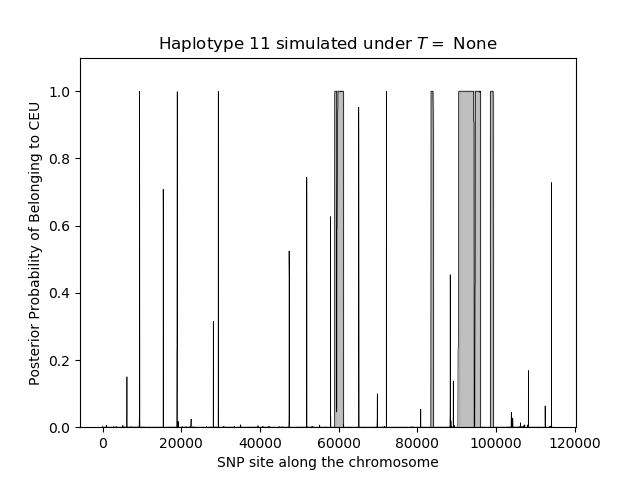 Haplotype 11 simulated under T = None
Posterior Probability of Belonging to CEU
1.0
0.8
0.6
0.4
0.2
0.0
0 20000 40000 60000 80000 100000 120000
SNP site along the chromosome